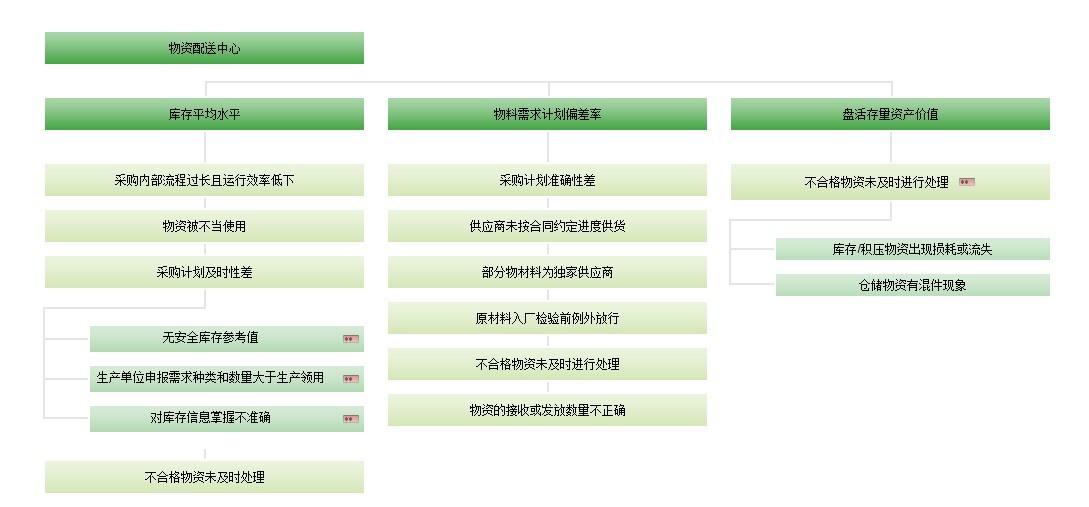 物资配送中心
库存平均水平
采购内部流程过长且运行效率低下
物资被不当使用
采购计划及时性差
无安全库存参考值
生产单位申报需求种类和数量大于生产领用
对库存信息掌握不准确
不合格物资未及时处理
物料需求计划偏差率
采购计划准确性差
供应商未按合同约定进度供货
部分物材料为独家供应商
原材料入厂检验前例外放行
不合格物资未及时进行处理
物资的接收或发放数量不正确
盘活存量资产价值
不合格物资未及时进行处理
库存/积压物资出现损耗或流失
仓储物资有混件现象